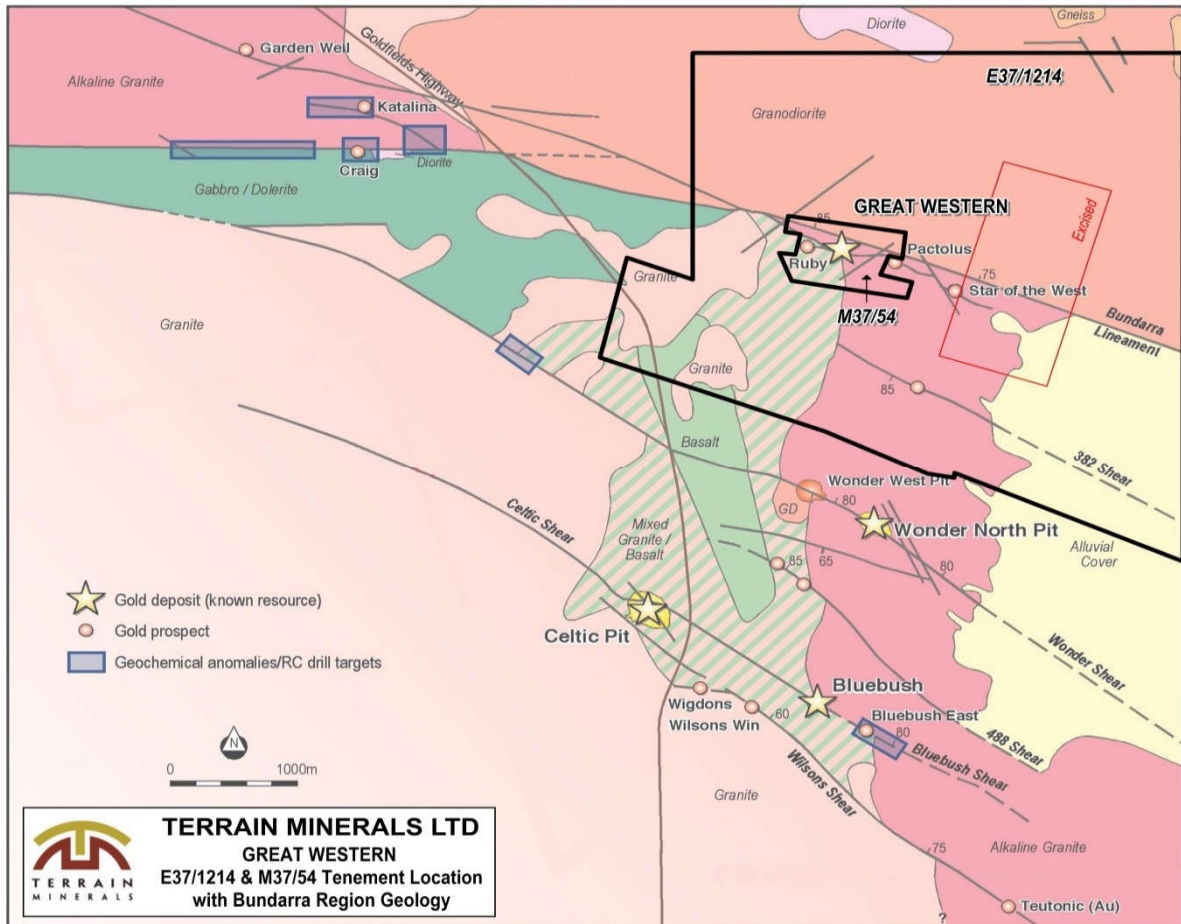 Gneiss
Diorite
Garden Well
Goldfields Highway
E37/1214
Alkaline Granite
Katalina
Granodiorite
Diorite
Craig
Gabbro / Dolerite
Excised
GREAT WESTERN
85
Pactolus
Ruby
75
Granite
Star of the West
M37/54
Bundarra
Lineament
Granite
Granite
85
Basalt
382 Shear
Wonder West Pit
80
GD
Celtic Shear
Wonder North Pit
Mixed
Granite /
Basalt
Alluvial
Cover
85
65
80
Gold deposit (known resource)
Gold prospect
Geochemical anomalies/RC drill targets
Celtic Pit
Wonder Shear
Bluebush
Wigdons
Wilsons Win
60
Bluebush East
80
488 Shear
Bluebush Shear
N
0
1000m
Wilsons Shear
Granite
TERRAIN
MINERALS
TERRAIN MINERALS LTD
GREAT WESTERN
E37/1214 & M37/54 Tenement Location
with Bundarra Region Geology
75
Alkaline Granite
Teutonic (Au)
?